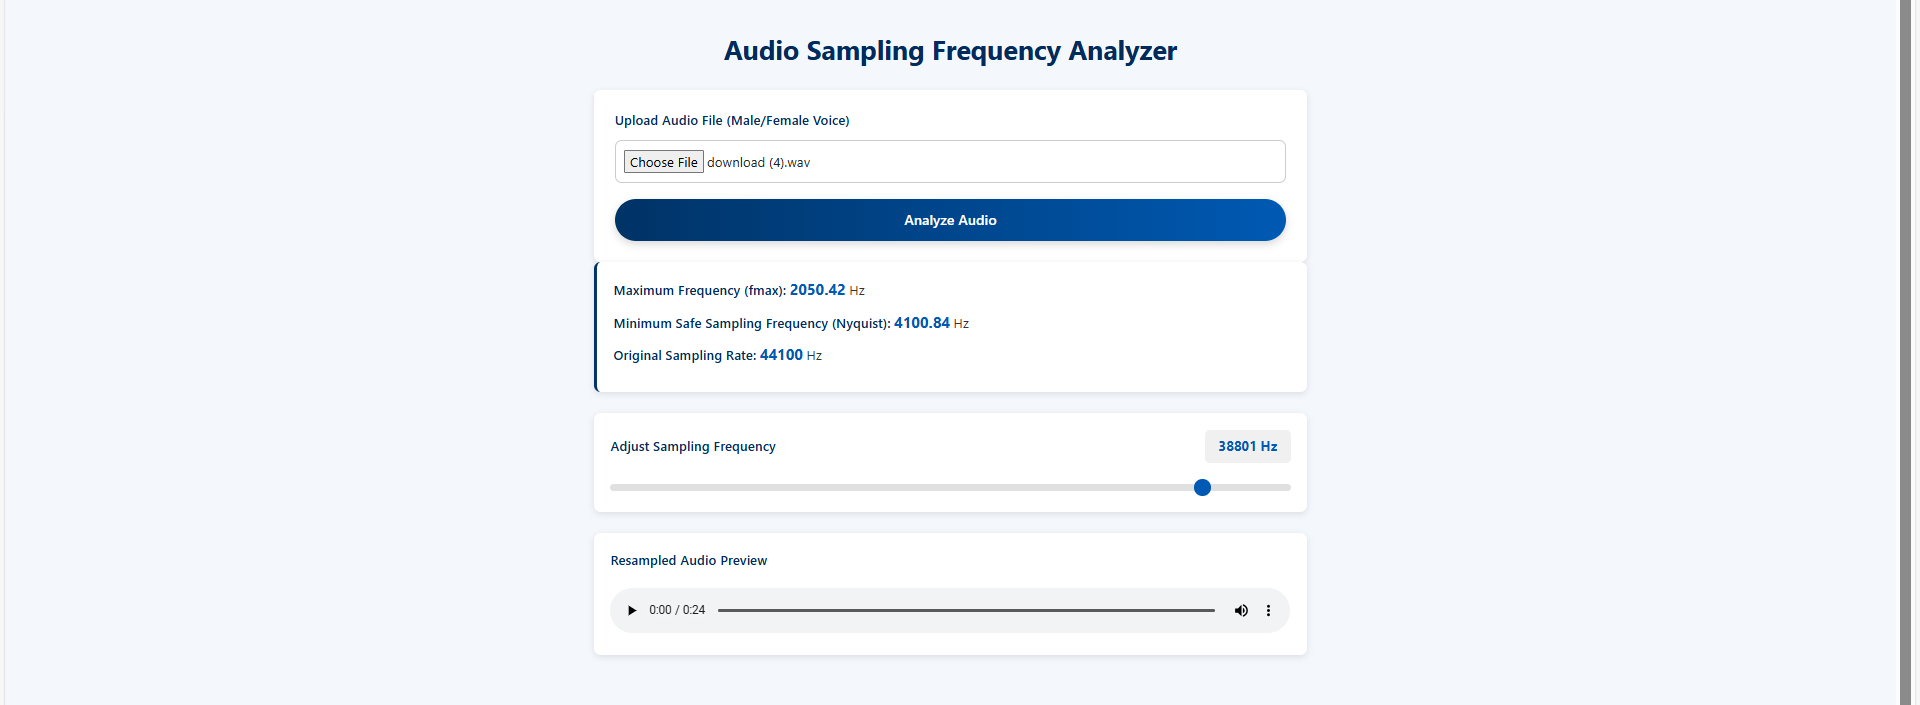 Audio Sampling Frequency Analyzer
Upload Audio File (Male/Female Voice)
Choose File download (4).wav
Analyze Audio
Maximum Frequency (fmax): 2050.42 Hz
Minimum Safe Sampling Frequency (Nyquist): 4100.84 Hz
Original Sampling Rate: 44100 Hz
Adjust Sampling Frequency 38801 Hz
Resampled Audio Preview
0:00 / 0:24